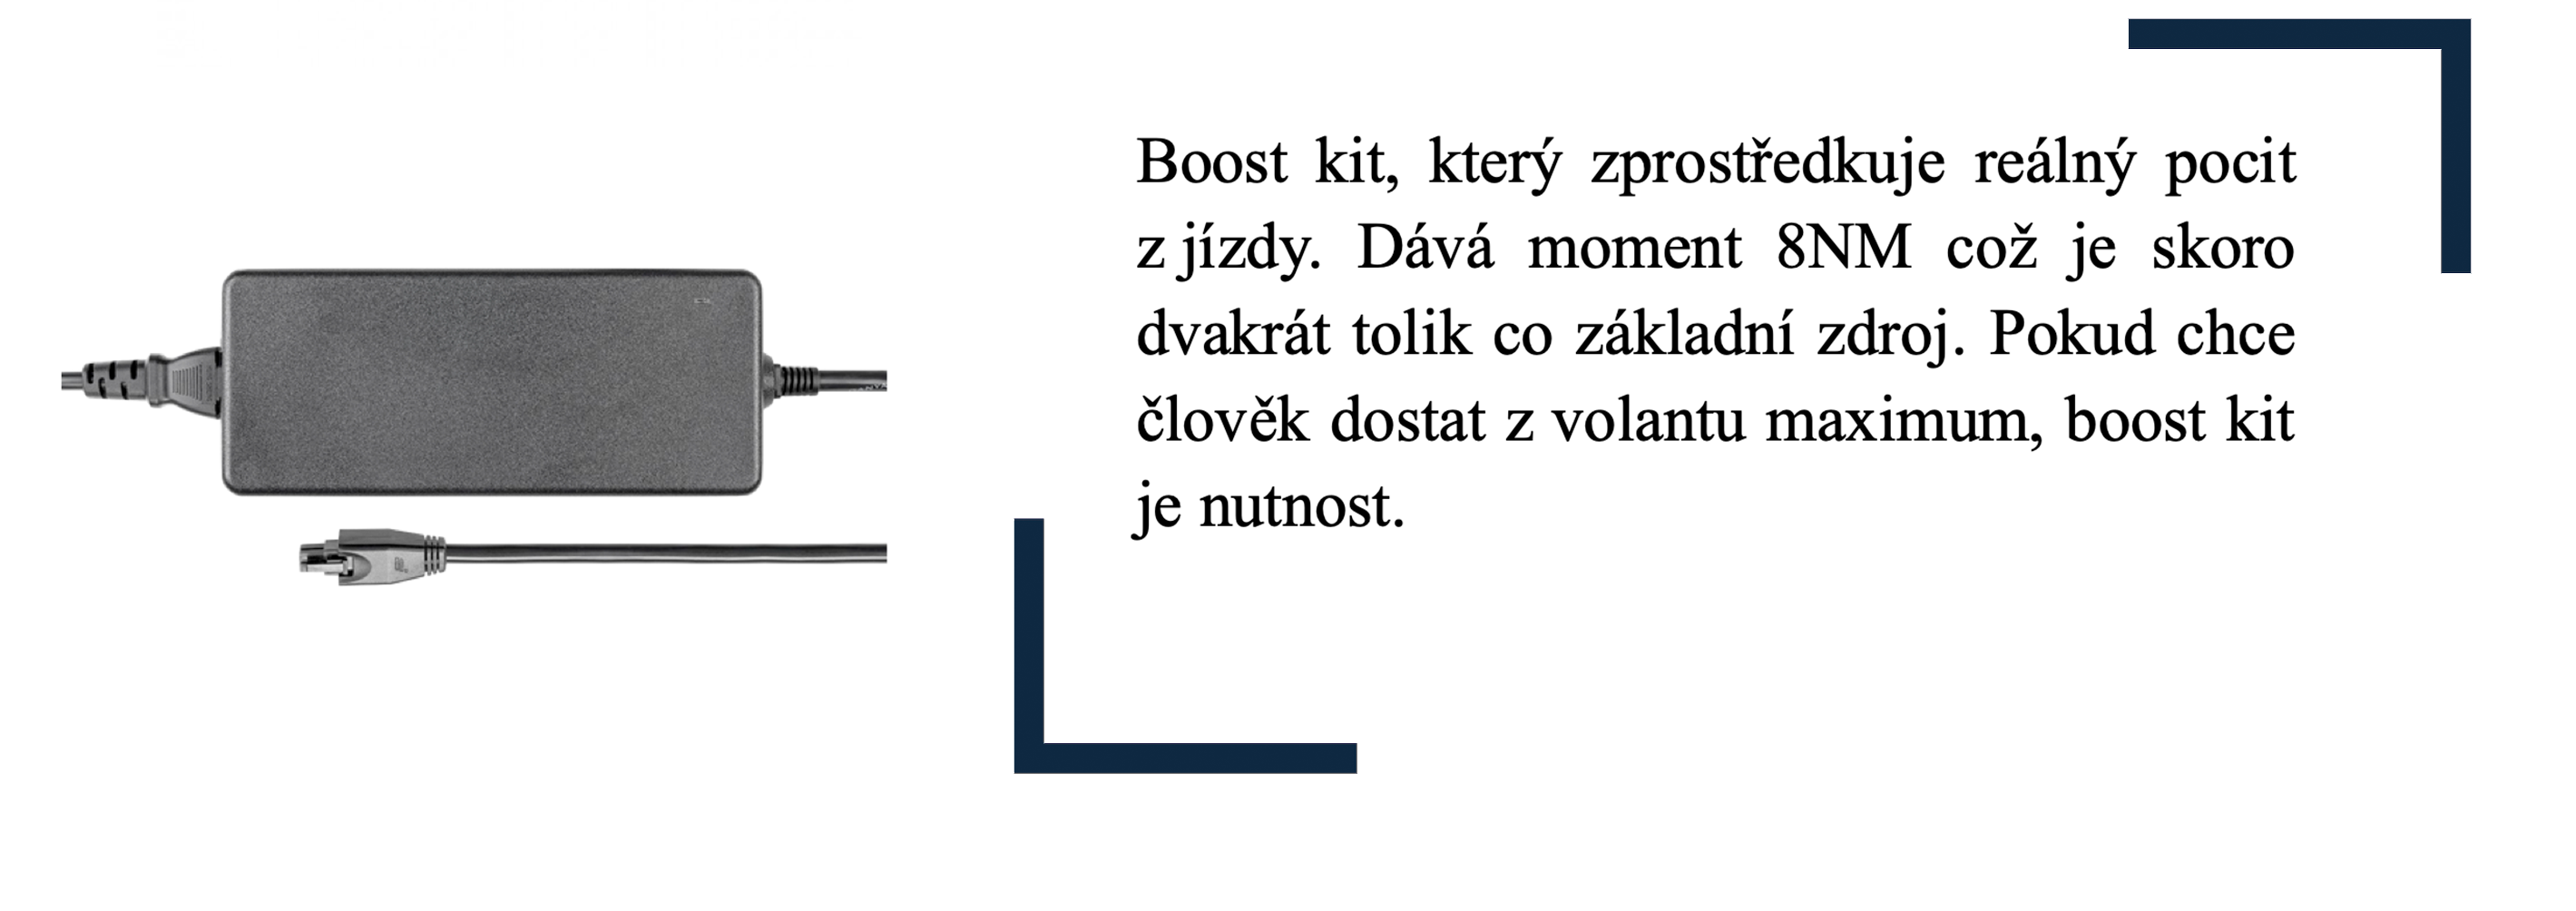 Boost kit, který zprostředkuje reálný pocit
z jízdy. Dává moment 8NM což je skoro
dvakrát tolik co základní zdroj. Pokud chce
člověk dostat z volantu maximum, boost kit
je nutnost.